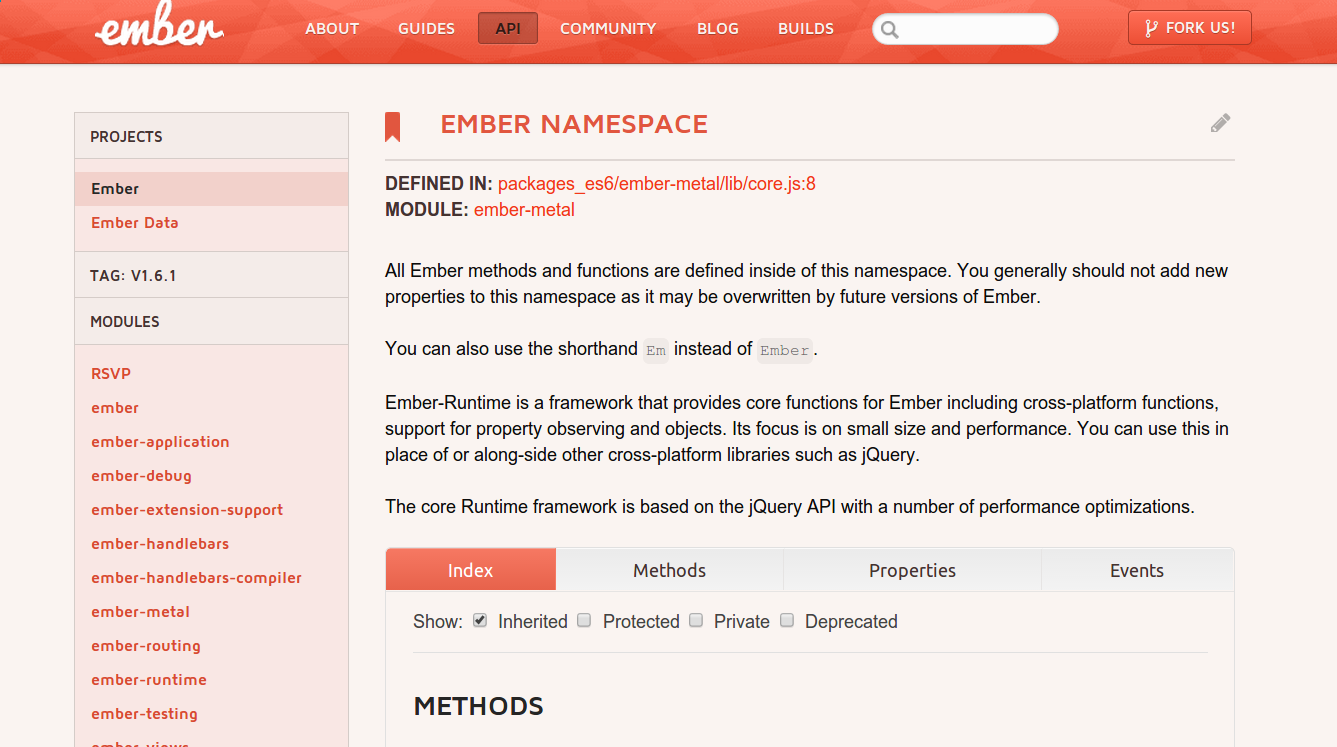 ember
ABOUT GUIDES API COMMUNITY BLOG BUILDS FORK US!
PROJECTS
Ember
Ember Data
TAG: V1.6.1
MODULES
RSVP
ember
ember-application
ember-debug
ember-extension-support
ember-handlebars
ember-handlebars-compiler
ember-metal
ember-routing
ember-runtime
ember-testing
ember-views
EMBER NAMESPACE
DEFINED IN: packages_es6/ember-metal/lib/core.js:8
MODULE: ember-metal
All Ember methods and functions are defined inside of this namespace. You generally should not add new
properties to this namespace as it may be overwritten by future versions of Ember.
You can also use the shorthand Em instead of Ember.
Ember-Runtime is a framework that provides core functions for Ember including cross-platform functions,
support for property observing and objects. Its focus is on small size and performance. You can use this in
place of or along-side other cross-platform libraries such as jQuery.
The core Runtime framework is based on the jQuery API with a number of performance optimizations.
Index Methods Properties Events
Show: Inherited Protected Private Deprecated
METHODS